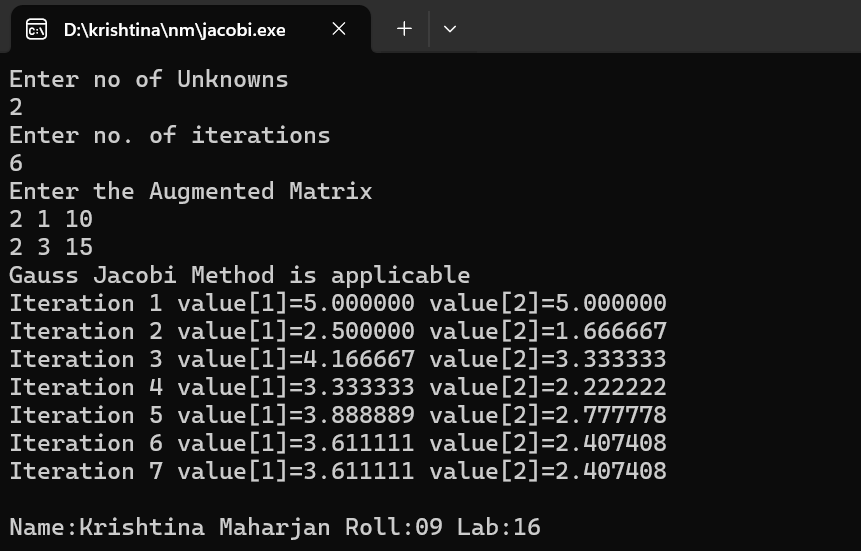 D:\krishtina\nm\jacobi.exe
Enter no of Unknowns
2
Enter no. of iterations
6
Enter the Augmented Matrix
2 1 10
2 3 15
Gauss Jacobi Method is applicable
Iteration 1 value[1]=5.000000 value[2]=5.000000
Iteration 2 value[1]=2.500000 value[2]=1.666667
Iteration 3 value[1]=4.166667 value[2]=3.333333
Iteration 4 value[1]=3.333333 value[2]=2.222222
Iteration 5 value[1]=3.888889 value[2]=2.777778
Iteration 6 value[1]=3.611111 value[2]=2.407408
Iteration 7 value[1]=3.611111 value[2]=2.407408
Name:Krishtina Maharjan Roll:09 Lab:16